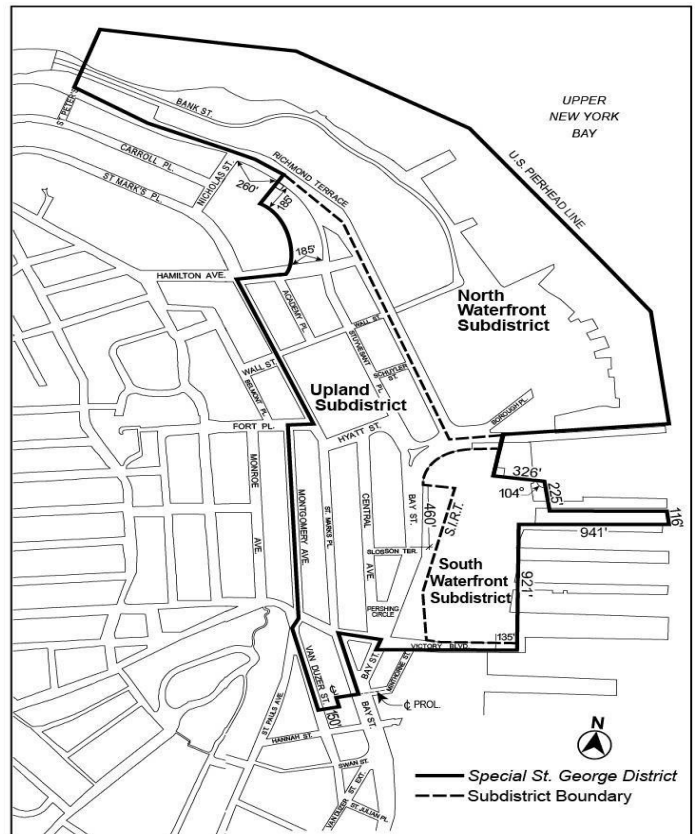 UPPER
NEW YORK
BAY
ST PETER'S
BANK ST.
CARROLL PL.
NICHOLAS ST.
ST MARK'S PL.
RICHMOND TERRACE
U.S. PIERHEAD LINE
260'
185'
185'
HAMILTON AVE.
ACADEMY PL.
WALL ST.
North
Waterfront
Subdistrict
STUYVESANT
PL.
SCHUYLER
ST.
WALL ST.
BELMONT PL.
Upland
Subdistrict
BOROUGH PL.
FORT PL.
HYATT ST.
MONROE
AVE.
MONTGOMERY AVE.
ST. MARKS PL.
CENTRAL
AVE.
BAY ST.
460'
S.I.R.T.
326'
104°
225'
116'
941'
921'
SLOSSON TER.
South
Waterfront
Subdistrict
PERSHING
CIRCLE
135'
VICTORY BLVD.
VAN DUZER ST.
BAY ST.
ST. PAULS AVE.
150'
℄ PROL.
BAY ST.
HANNAH ST.
SWAN ST.
VAN DUZER ST. EXT.
ST. JULIAN PL.
N
Special St. George District
Subdistrict Boundary